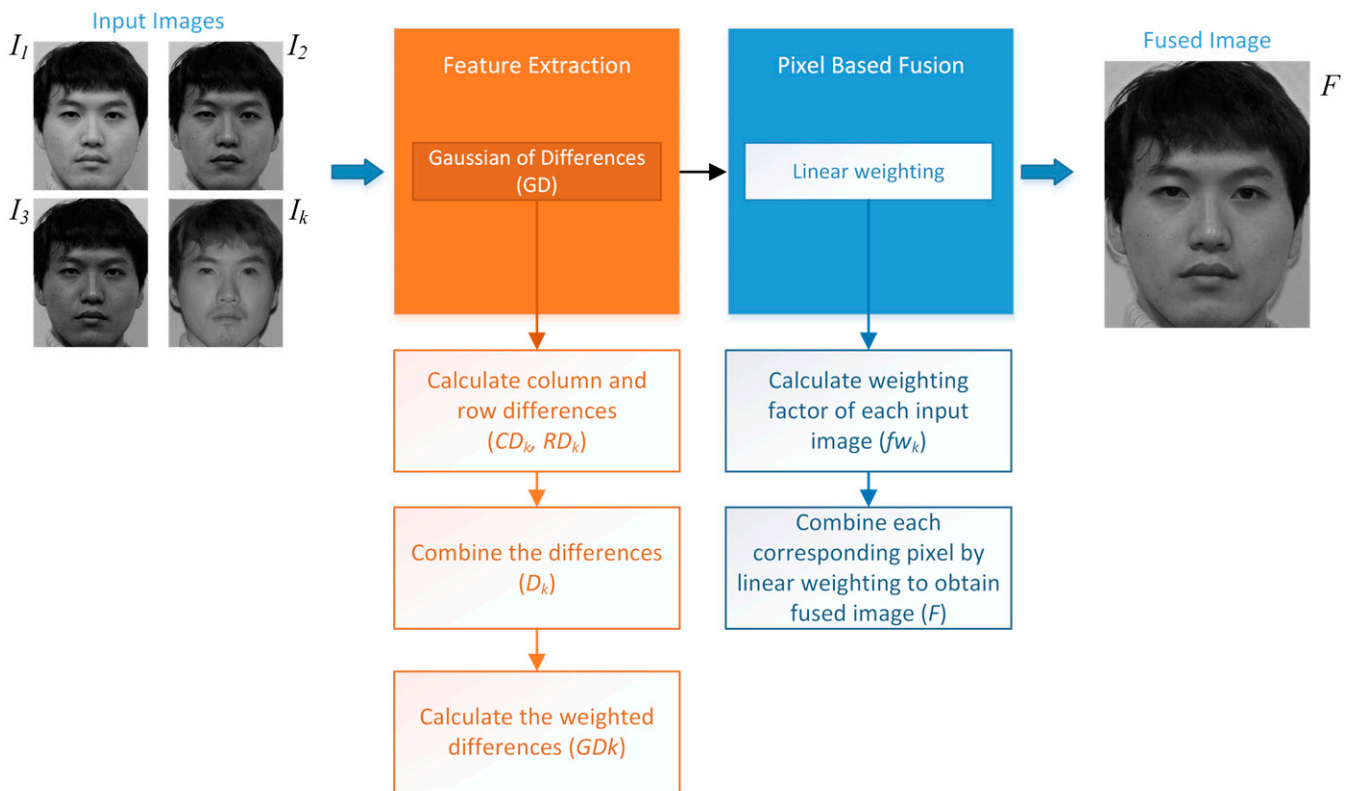 Input Images
I1
I2
I3
Ik
Feature Extraction
Gaussian of Differences
(GD)
Calculate column and
row differences
(CDk, RDk)
Combine the differences
(Dk)
Calculate the weighted
differences (GDk)
Pixel Based Fusion
Linear weighting
Calculate weighting
factor of each input
image (fwk)
Combine each
corresponding pixel by
linear weighting to obtain
fused image (F)
Fused Image
F